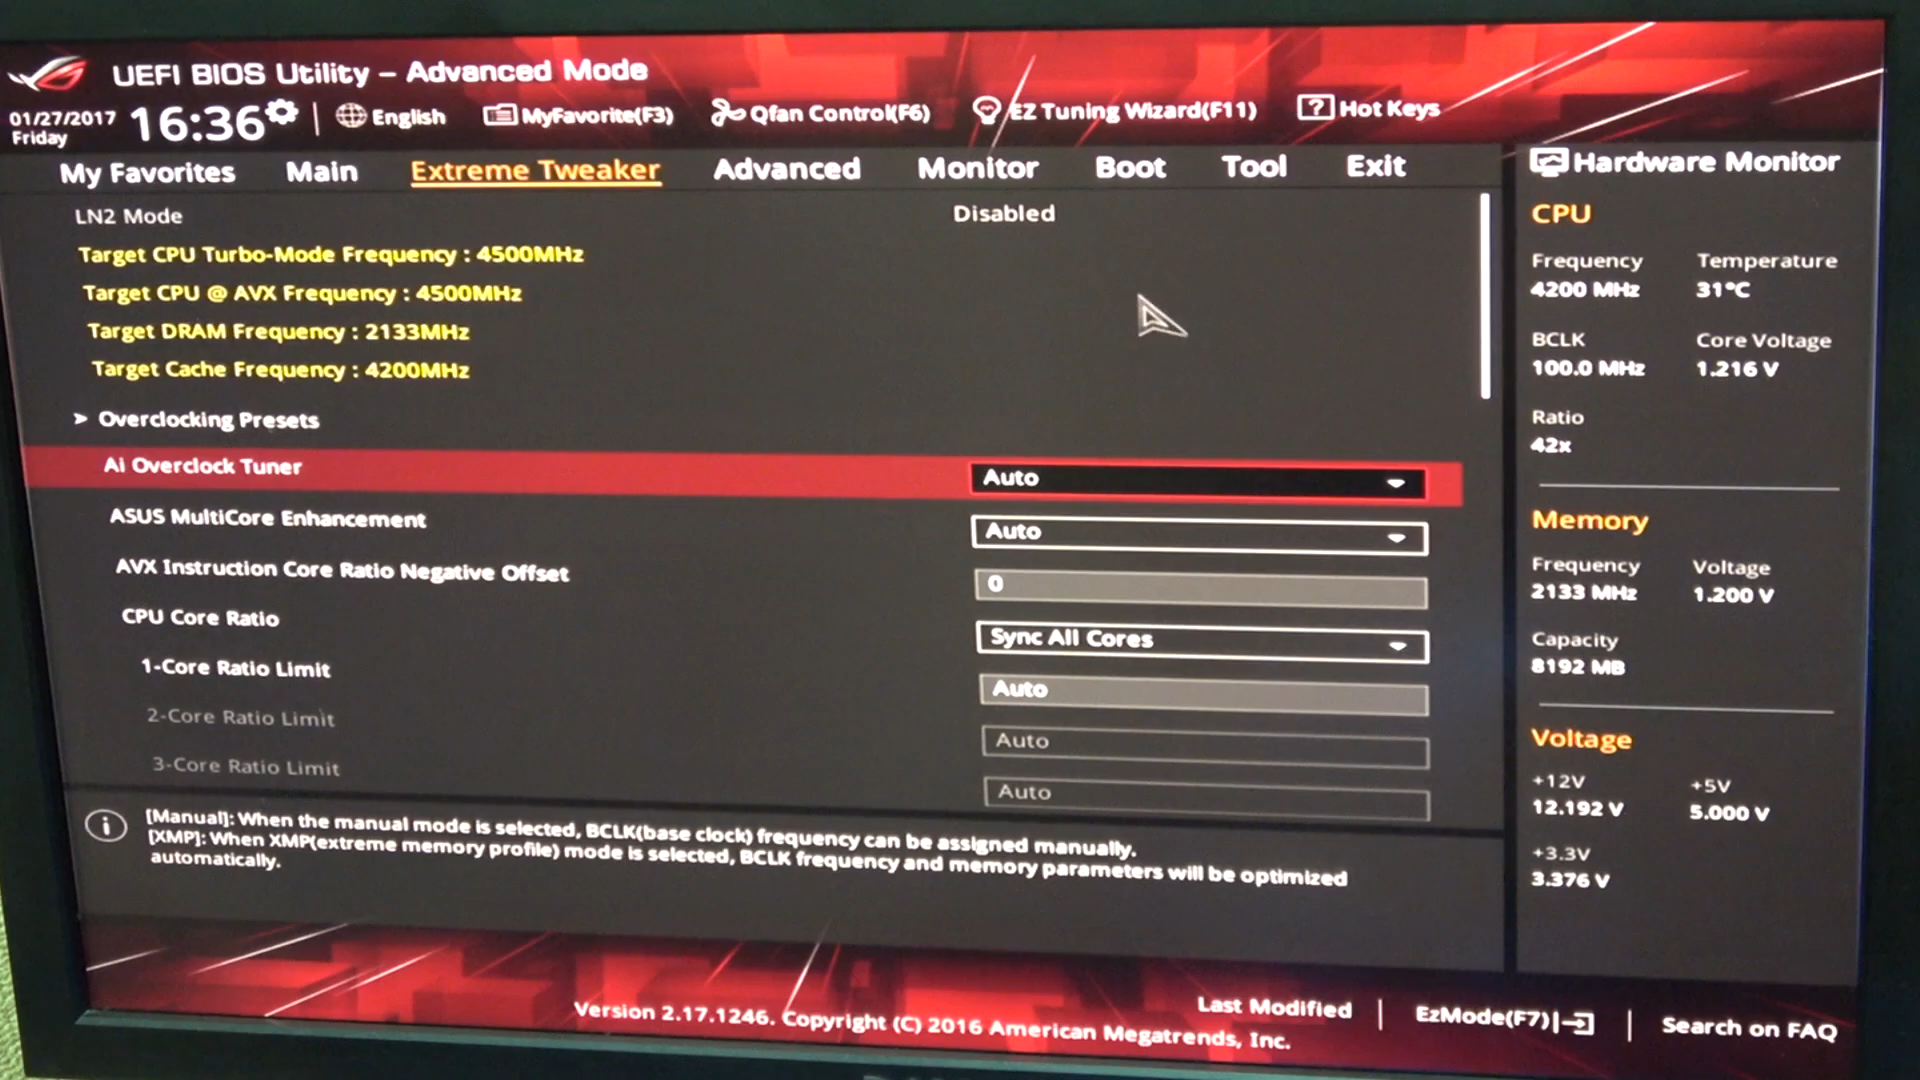 UEFI BIOS Utility – Advanced Mode
01/27/2017
Friday
16:36
English
MyFavorite(F3)
Qfan Control(F6)
EZ Tuning Wizard(F11)
? Hot Keys
My Favorites
Main
Extreme Tweaker
Advanced
Monitor
Boot
Tool
Exit
LN2 Mode
Disabled
Target CPU Turbo-Mode Frequency : 4500MHz
Target CPU @ AVX Frequency : 4500MHz
Target DRAM Frequency : 2133MHz
Target Cache Frequency : 4200MHz
> Overclocking Presets
Ai Overclock Tuner
Auto
ASUS MultiCore Enhancement
Auto
AVX Instruction Core Ratio Negative Offset
0
CPU Core Ratio
Sync All Cores
1-Core Ratio Limit
Auto
2-Core Ratio Limit
Auto
3-Core Ratio Limit
Auto
[Manual]: When the manual mode is selected, BCLK(base clock) frequency can be assigned manually.
[XMP]: When XMP(extreme memory profile) mode is selected, BCLK frequency and memory parameters will be optimized
automatically.
Hardware Monitor
CPU
Frequency
Temperature
4200 MHz
31°C
BCLK
Core Voltage
100.0 MHz
1.216 V
Ratio
42x
Memory
Frequency
Voltage
2133 MHz
1.200 V
Capacity
8192 MB
Voltage
+12V
+5V
12.192 V
5.000 V
+3.3V
3.376 V
Last Modified
EzMode(F7)
Search on FAQ
Version 2.17.1246. Copyright (C) 2016 American Megatrends, Inc.